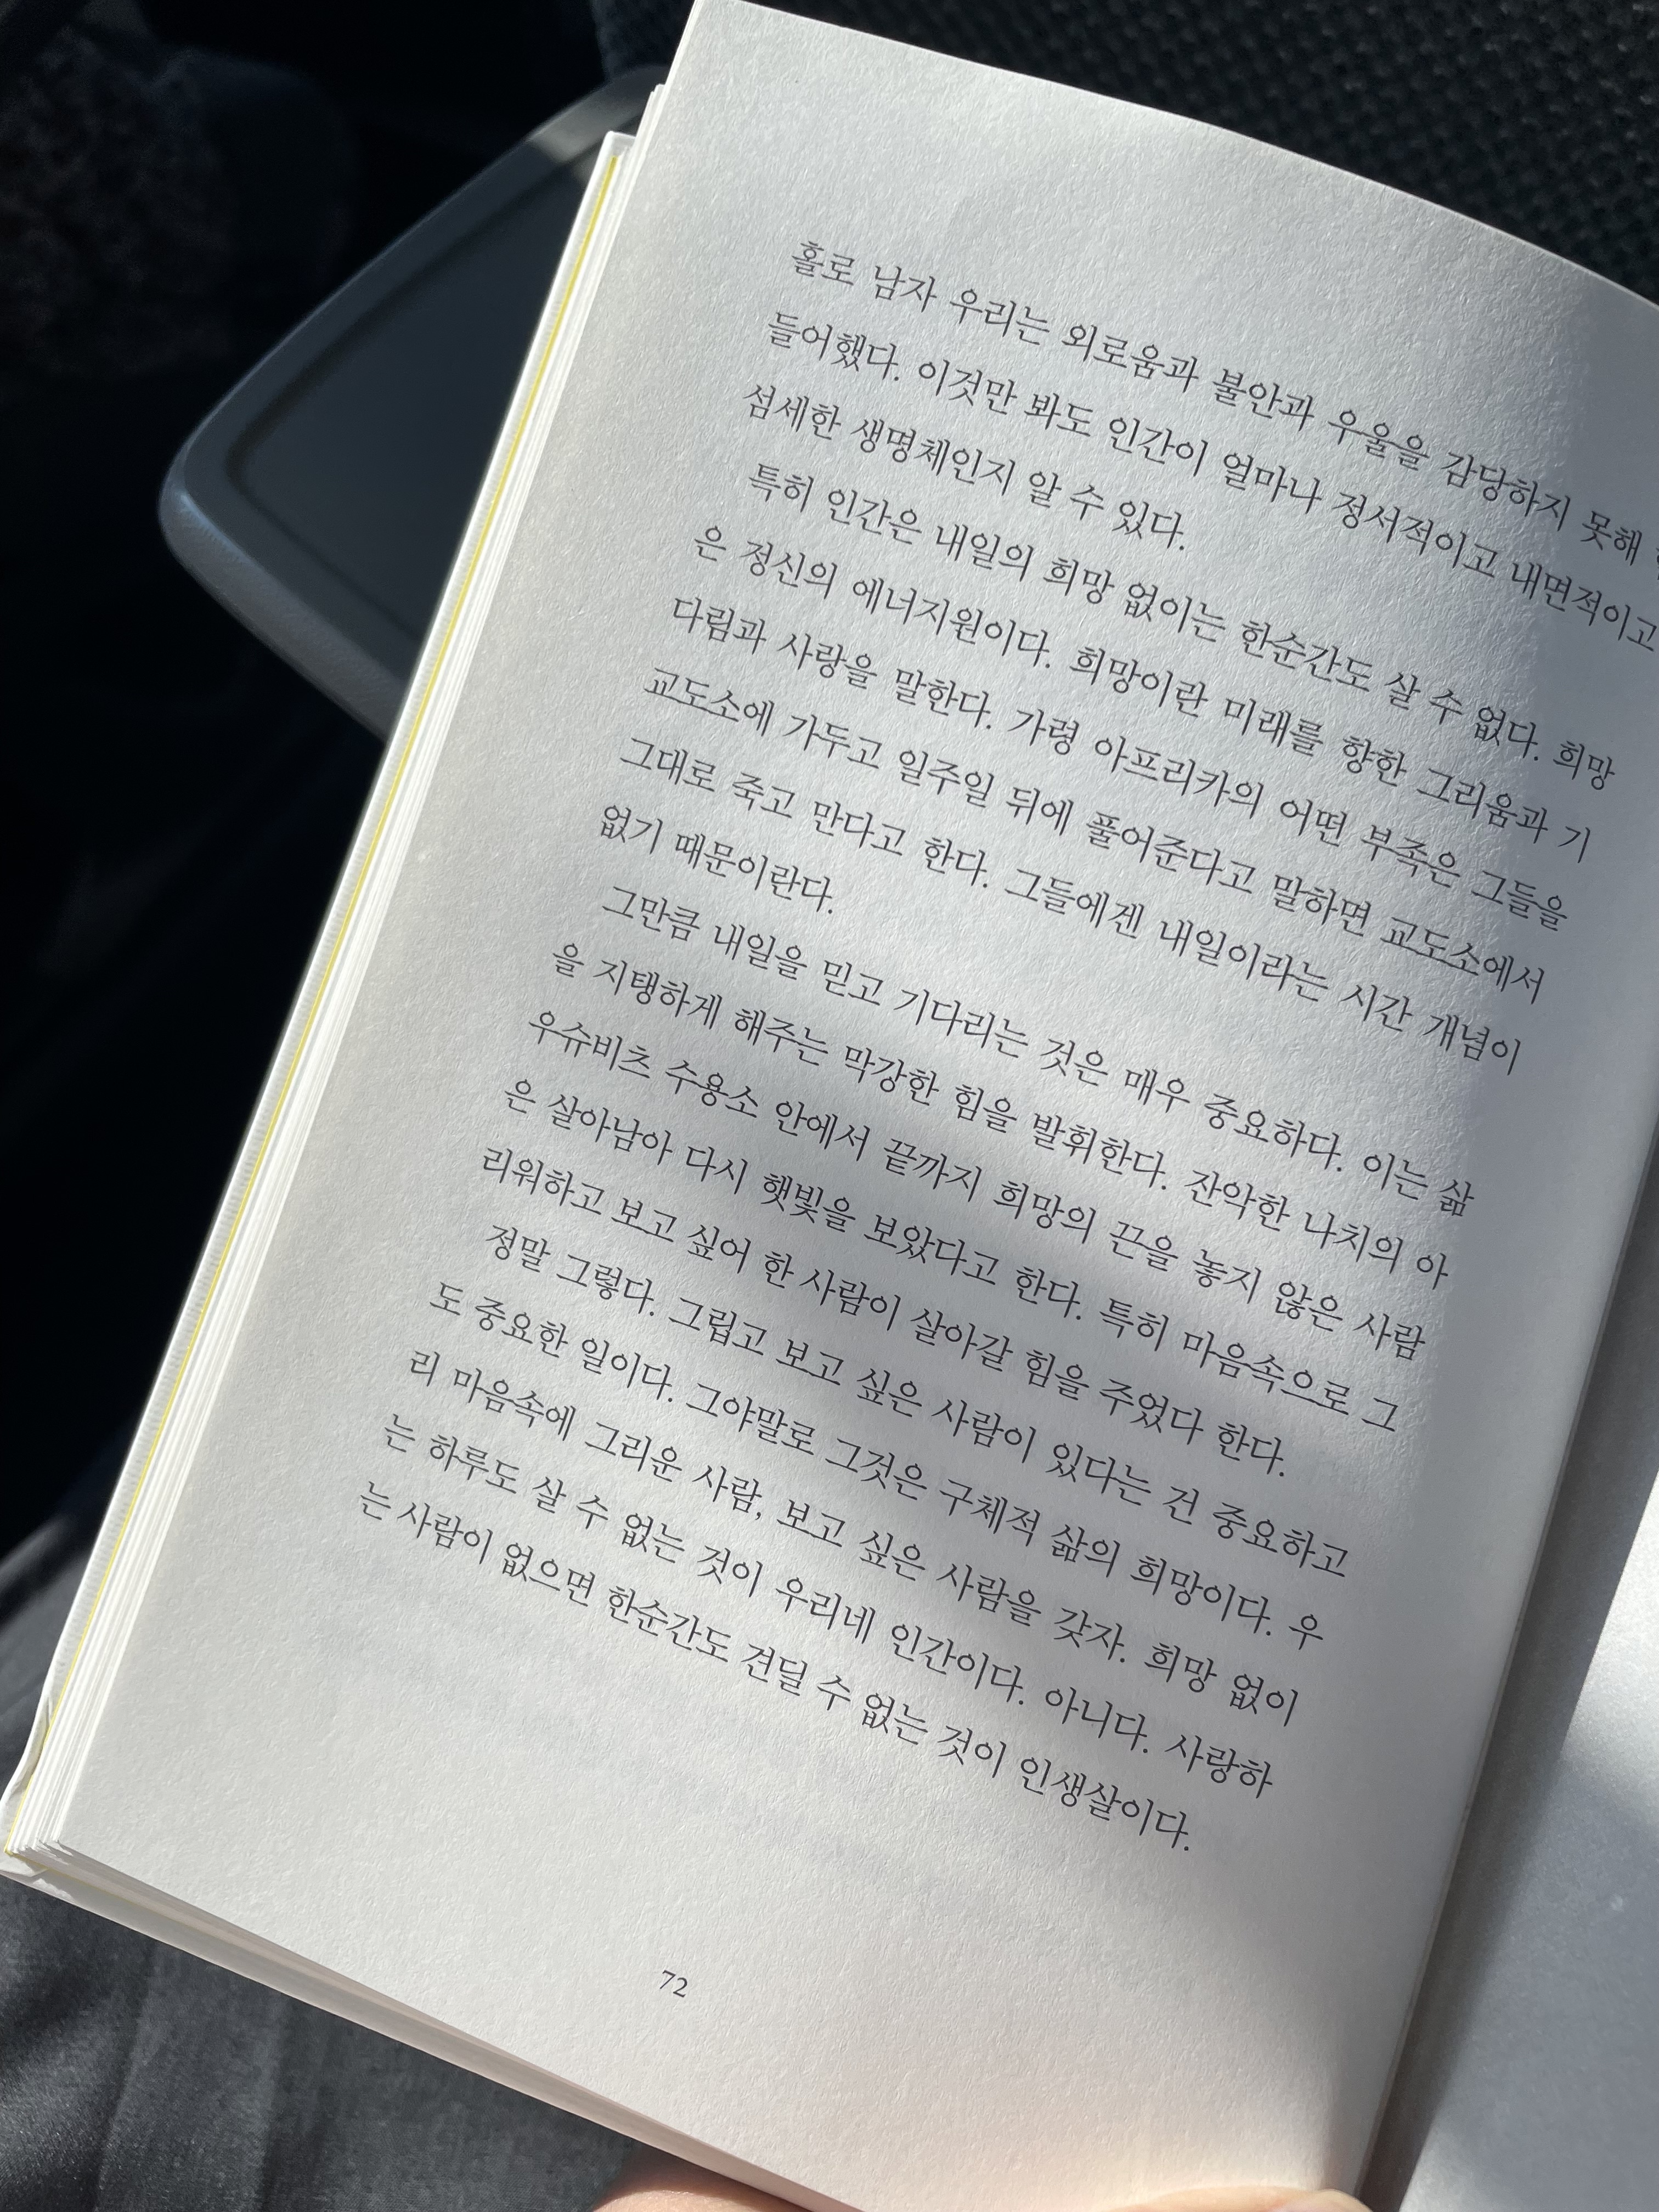 홀로 남자 우리는 외로움과 불안과 우울을 감당하지 못해
들어했다. 이것만 봐도 인간이 얼마나 정서적이고 내면적이고
섬세한 생명체인지 알 수 있다.
특히 인간은 내일의 희망 없이는 한순간도 살 수 없다. 희망
은 정신의 에너지원이다. 희망이란 미래를 향한 그리움과 기
다림과 사랑을 말한다. 가령 아프리카의 어떤 부족은 그들을
교도소에 가두고 일주일 뒤에 풀어준다고 말하면 교도소에서
그대로 죽고 만다고 한다. 그들에겐 내일이라는 시간 개념이
없기 때문이란다.
그만큼 내일을 믿고 기다리는 것은 매우 중요하다. 이는 삶
을 지탱하게 해주는 막강한 힘을 발휘한다. 잔악한 나치의 아
우슈비츠 수용소 안에서 끝까지 희망의 끈을 놓지 않은 사람
은 살아남아 다시 햇빛을 보았다고 한다. 특히 마음속으로 그
리워하고 보고 싶어 한 사람이 살아갈 힘을 주었다 한다.
정말 그렇다. 그립고 보고 싶은 사람이 있다는 건 중요하고
도 중요한 일이다. 그야말로 그것은 구체적 삶의 희망이다. 우
리 마음속에 그리운 사람, 보고 싶은 사람을 갖자. 희망 없이
는 하루도 살 수 없는 것이 우리네 인간이다. 아니다. 사랑하
는 사람이 없으면 한순간도 견딜 수 없는 것이 인생살이다.
72